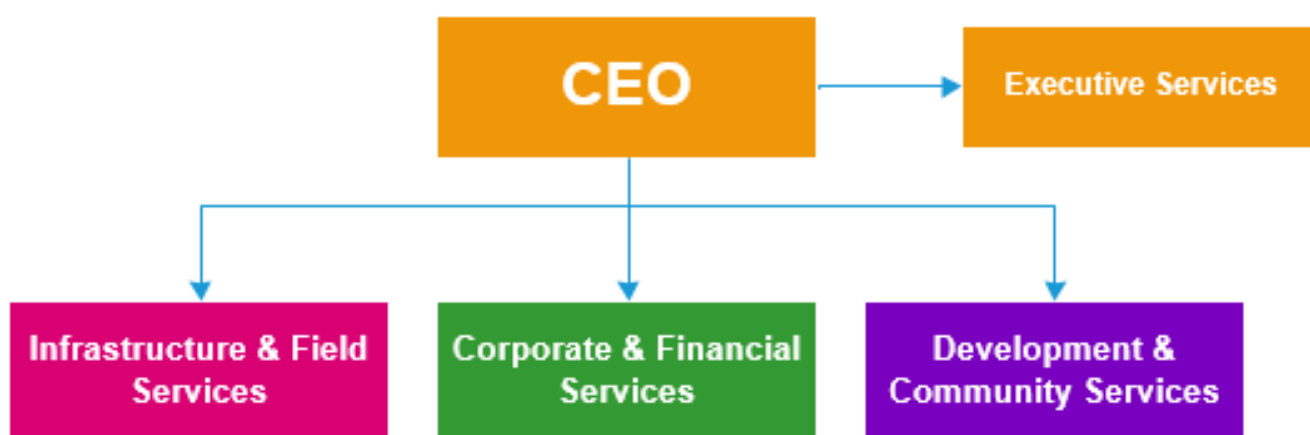 CEO
Executive Services
Infrastructure & Field
Services
Corporate & Financial
Services
Development &
Community Services